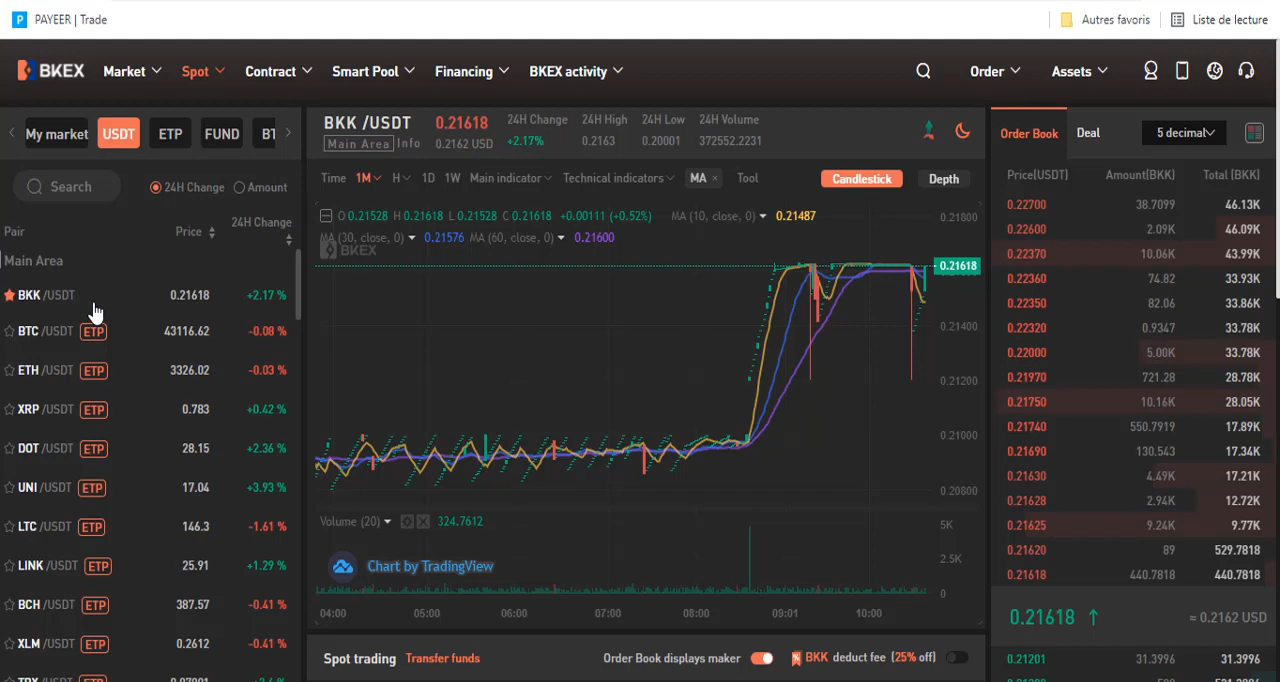 PAYEER | Trade
Autres favoris
Liste de lecture
BKEX
Market Spot Contract Smart Pool Financing BKEX activity
Order Assets
My market USDT ETP FUND BT
Search
24H Change Amount
Pair Price 24H Change
Main Area
BKK /USDT 0.21618 +2.17 %
BTC /USDT ETP 43116.62 -0.08 %
ETH /USDT ETP 3326.02 -0.03 %
XRP /USDT ETP 0.783 +0.42 %
DOT /USDT ETP 28.15 +2.36 %
UNI /USDT ETP 17.04 +3.93 %
LTC /USDT ETP 146.3 -1.61 %
LINK /USDT ETP 25.91 +1.29 %
BCH /USDT ETP 387.57 -0.41 %
XLM /USDT ETP 0.2612 -0.41 %
BKK /USDT
Main Area Info
0.21618
0.2162 USD
24H Change
+2.17%
24H High
0.2163
24H Low
0.20001
24H Volume
372552.2231
Time 1M H 1D 1W Main indicator Technical indicators MA × Tool
Candlestick Depth
O 0.21528 H 0.21618 L 0.21528 C 0.21618 +0.00111 (+0.52%) MA (10, close, 0) 0.21487
MA (30, close, 0) 0.21576 MA (60, close, 0) 0.21600
BKEX
0.21800
0.21618
0.21400
0.21200
0.21000
0.20800
Volume (20) 324.7612
5K
2.5K
0
Chart by TradingView
04:00 05:00 06:00 07:00 08:00 09:01 10:00
Spot trading Transfer funds
Order Book displays maker
BKK deduct fee (25% off)
Order Book Deal 5 decimal
Price(USDT) Amount(BKK) Total (BKK)
0.22700 38.7099 46.13K
0.22600 2.09K 46.09K
0.22370 10.06K 43.99K
0.22360 74.82 33.93K
0.22350 82.06 33.86K
0.22320 0.9347 33.78K
0.22000 5.00K 33.78K
0.21970 721.28 28.78K
0.21750 10.16K 28.05K
0.21740 550.7919 17.89K
0.21690 130.543 17.34K
0.21630 4.49K 17.21K
0.21628 2.94K 12.72K
0.21625 9.24K 9.77K
0.21620 89 529.7818
0.21618 440.7818 440.7818
0.21618 ↑ ≈ 0.2162 USD
0.21201 31.3996 31.3996